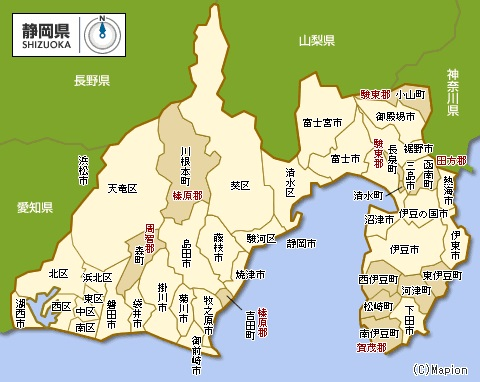 静岡県
SHIZUOKA
山梨県
長野県
神奈川県
愛知県
駿東郡
小山町
御殿場市
富士宮市
富士市
駿東郡
長泉町
裾野市
三島市
函南町
田方郡
熱海市
清水町
沼津市
伊豆の国市
伊東市
伊豆市
西伊豆町
東伊豆町
河津町
松崎町
下田市
南伊豆町
賀茂郡
川根本町
榛原郡
葵区
清水区
静岡市
駿河区
浜松市
天竜区
周智郡
森町
島田市
藤枝市
焼津市
北区
浜北区
東区
西区
中区
南区
湖西市
磐田市
袋井市
掛川市
菊川市
牧之原市
御前崎市
吉田町
榛原郡
(C)Mapion